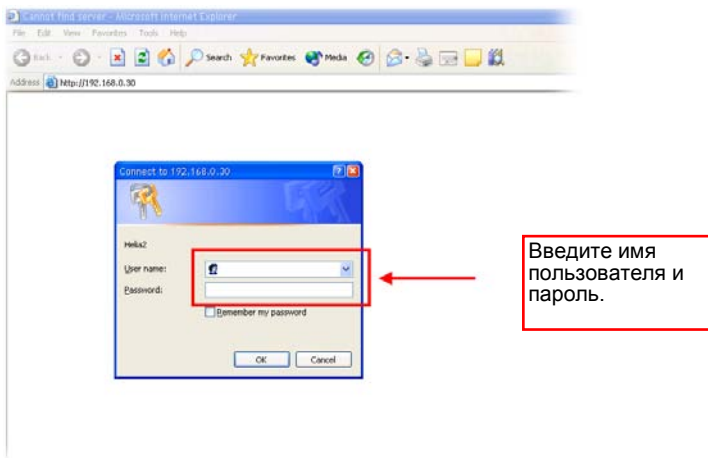 Cannot find server - Microsoft Internet Explorer
File Edit View Favorites Tools Help
Back Search Favorites Media
Address http://192.168.0.30
Connect to 192.168.0.30
User name:
Password:
Remember my password
OK Cancel
Введите имя
пользователя и
пароль.